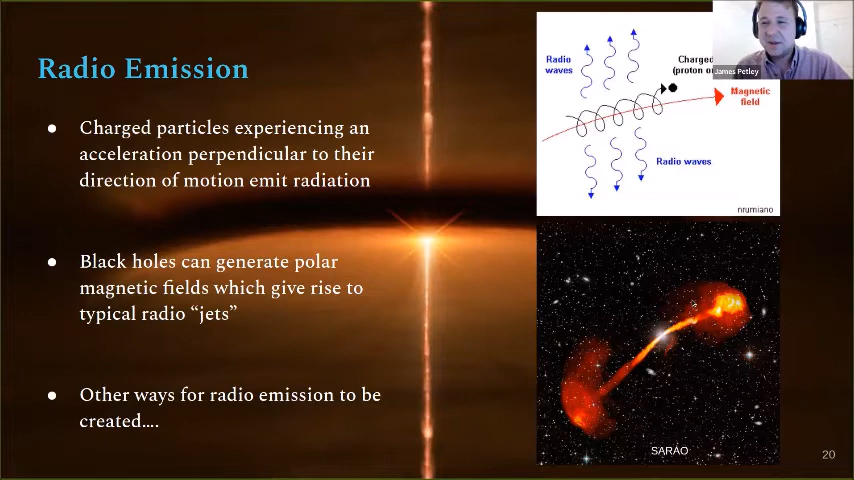 Radio Emission
● Charged particles experiencing an
acceleration perpendicular to their
direction of motion emit radiation
● Black holes can generate polar
magnetic fields which give rise to
typical radio “jets”
● Other ways for radio emission to be
created....
Radio
waves
Charged
(proton or
James Petley
Magnetic
field
Radio waves
nrumiano
SARAO
20